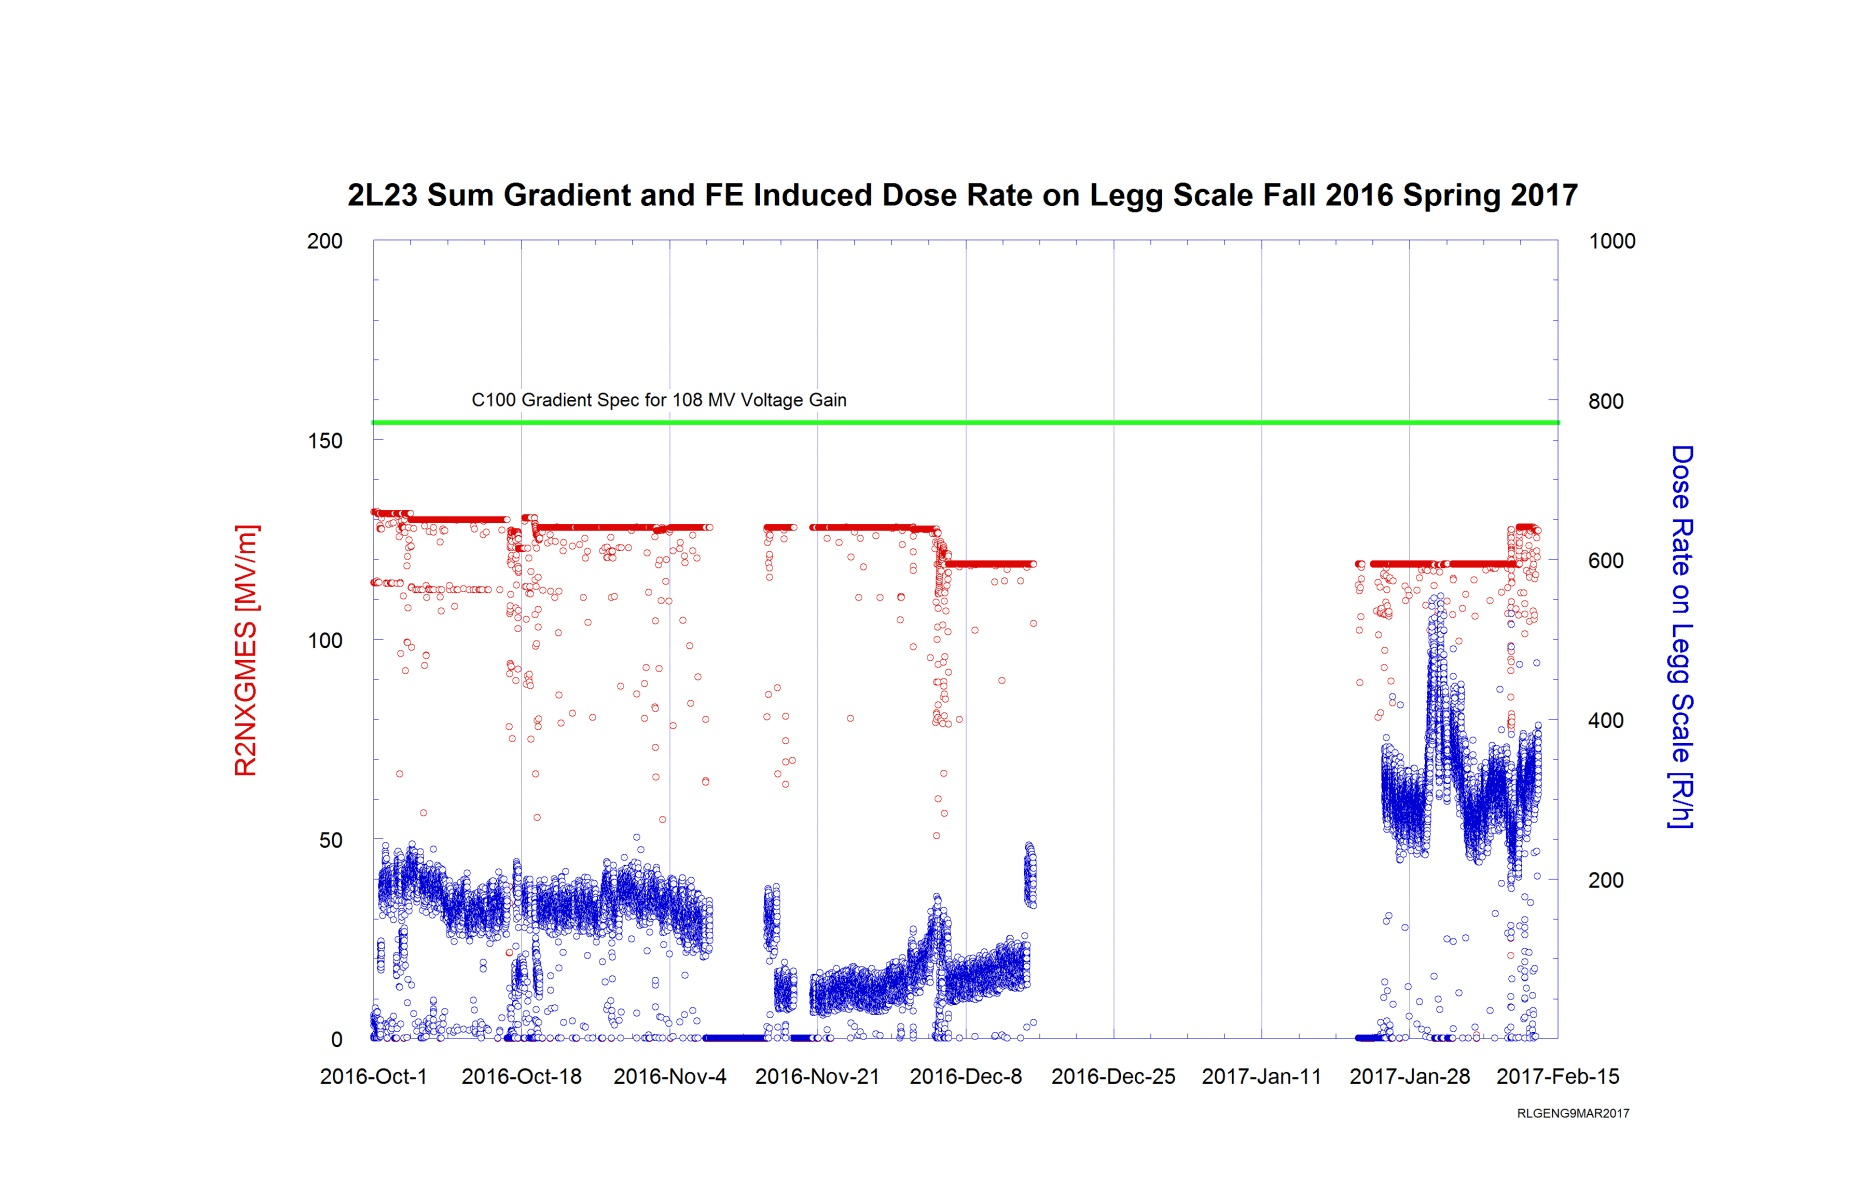 2L23 Sum Gradient and FE Induced Dose Rate on Legg Scale Fall 2016 Spring 2017
200
150
100
50
0
R2NXGMES [MV/m]
C100 Gradient Spec for 108 MV Voltage Gain
1000
800
600
400
200
Dose Rate on Legg Scale [R/h]
2016-Oct-1 2016-Oct-18 2016-Nov-4 2016-Nov-21 2016-Dec-8 2016-Dec-25 2017-Jan-11 2017-Jan-28 2017-Feb-15
RLGENG9MAR2017